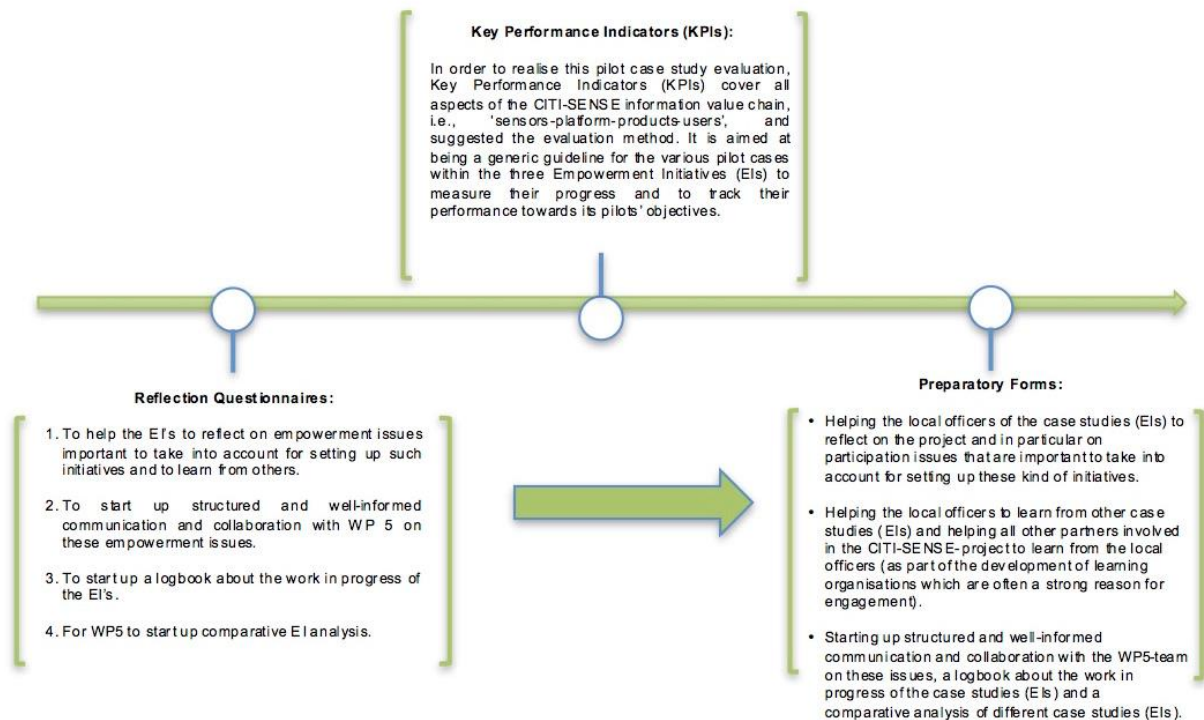 Key Performance Indicators (KPIs):
In order to realise this pilot case study evaluation,
Key Performance Indicators (KPIs) cover all
aspects of the CITI-SENSE information value chain,
i.e., 'sensors-platform-products-users', and
suggested the evaluation method. It is aimed at
being a generic guideline for the various pilot cases
within the three Empowerment Initiatives (EIs) to
measure their progress and to track their
performance towards its pilots' objectives.
Reflection Questionnaires:
1. To help the EI's to reflect on empowerment issues
important to take into account for setting up such
initiatives and to learn from others.
2. To start up structured and well-informed
communication and collaboration with WP 5 on
these empowerment issues.
3. To start up a logbook about the work in progress of
the EI's.
4. For WP5 to start up comparative EI analysis.
Preparatory Forms:
• Helping the local officers of the case studies (EIs) to
reflect on the project and in particular on
participation issues that are important to take into
account for setting up these kind of initiatives.
• Helping the local officers to learn from other case
studies (EIs) and helping all other partners involved
in the CITI-SENSE-project to learn from the local
officers (as part of the development of learning
organisations which are often a strong reason for
engagement).
• Starting up structured and well-informed
communication and collaboration with the WP5-team
on these issues, a logbook about the work in
progress of the case studies (EIs) and a
comparative analysis of different case studies (EIs).